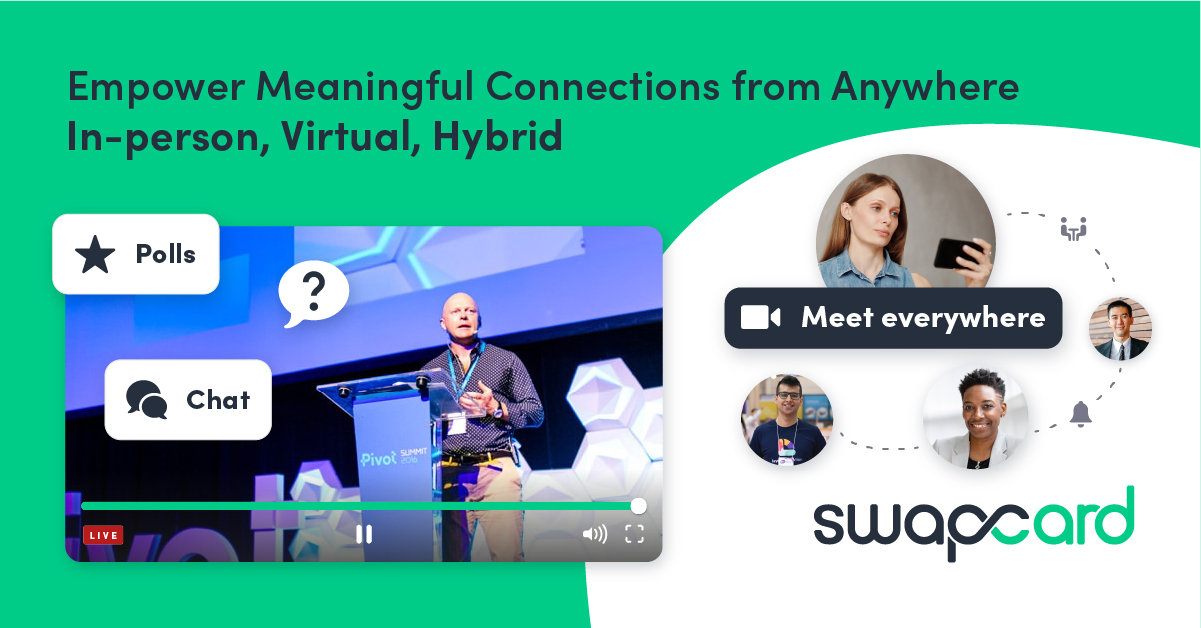 Empower Meaningful Connections from Anywhere
In-person, Virtual, Hybrid
Polls
?
Chat
Pivot SUMMIT
2016
LIVE
Meet everywhere
swapcard